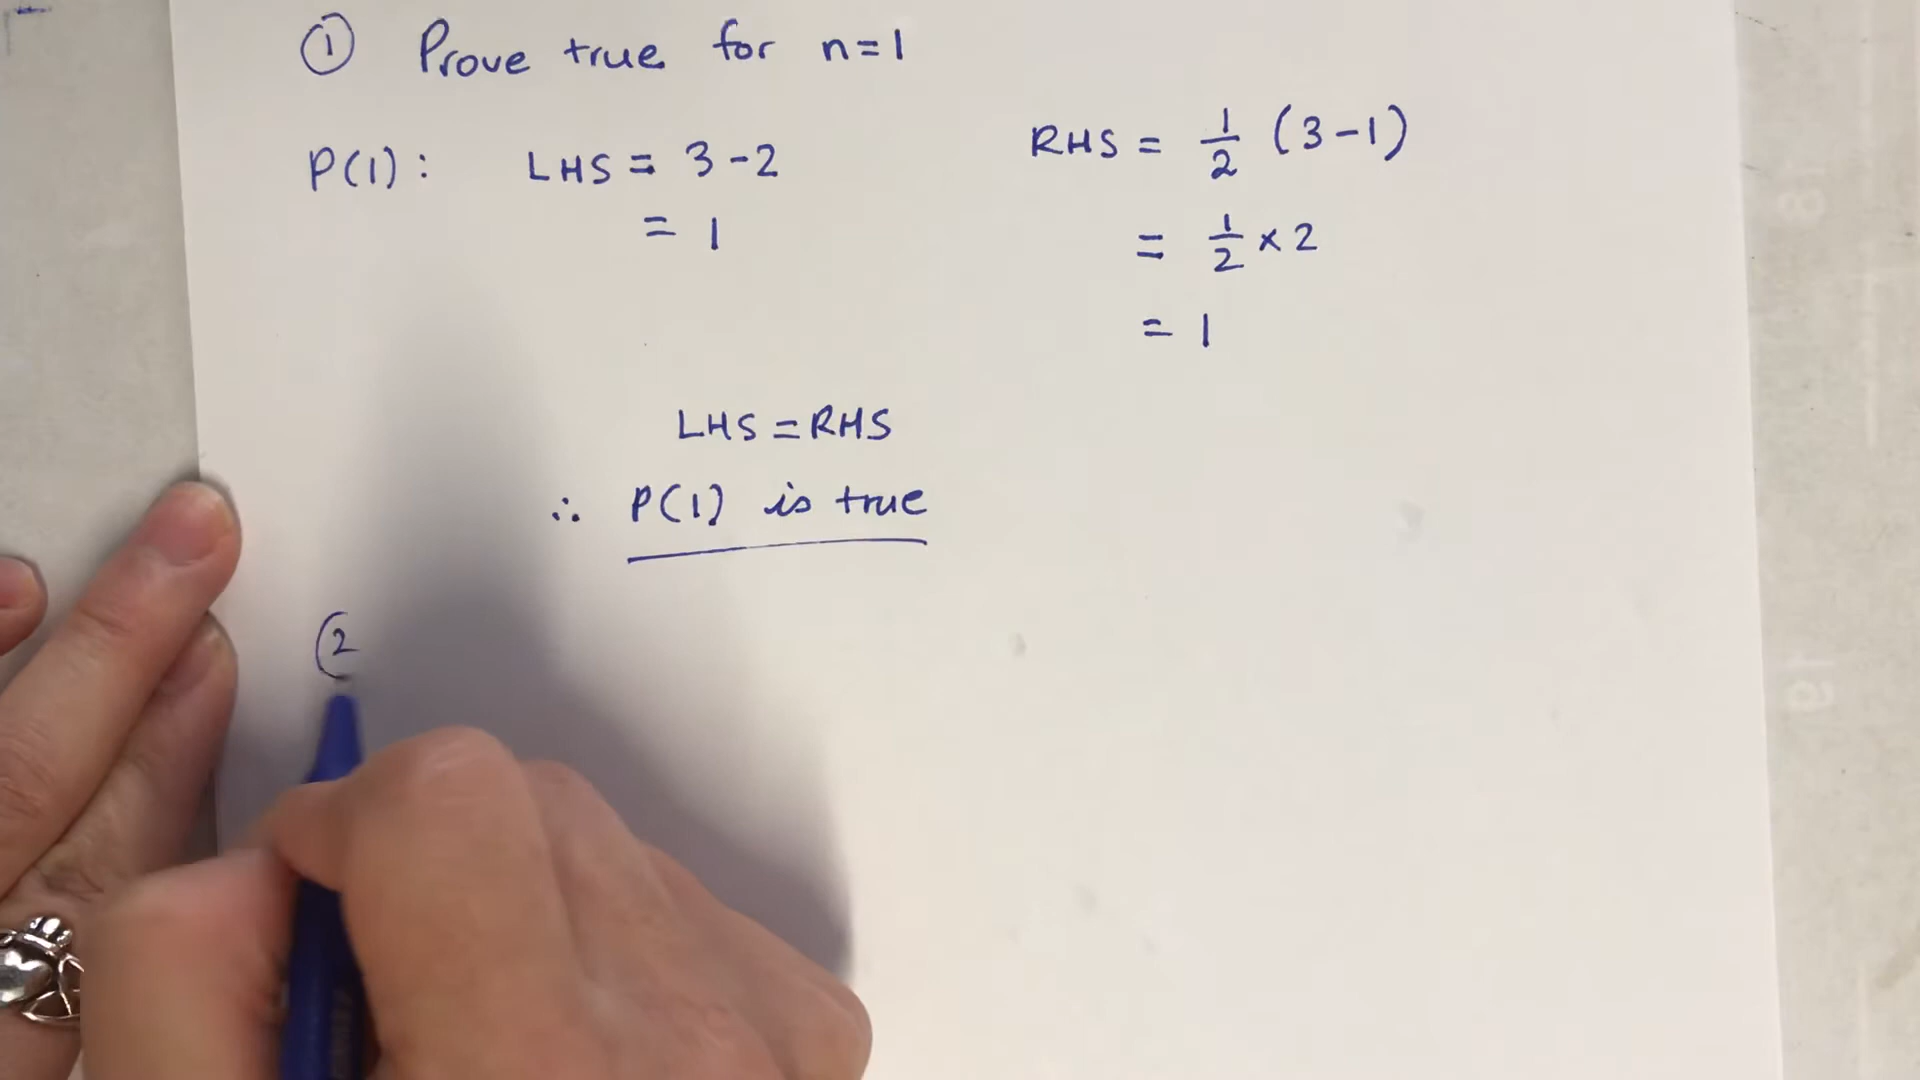 ① Prove true for n=1
P(1): LHS = 3-2
= 1
RHS = 1/2 (3-1)
= 1/2 × 2
= 1
LHS = RHS
∴ P(1) is true
2